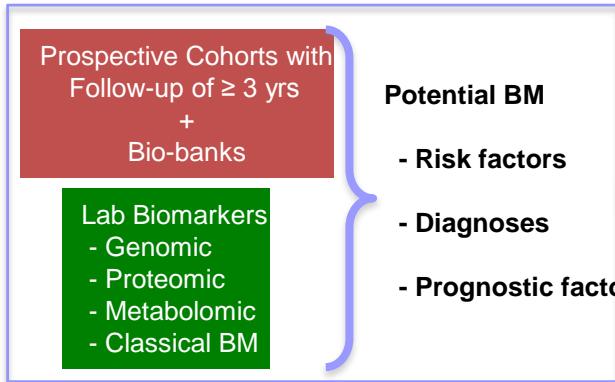 Prospective Cohorts with
Follow-up of ≥ 3 yrs
+
Bio-banks
Lab Biomarkers
- Genomic
- Proteomic
- Metabolomic
- Classical BM
Potential BM
- Risk factors
- Diagnoses
- Prognostic facto